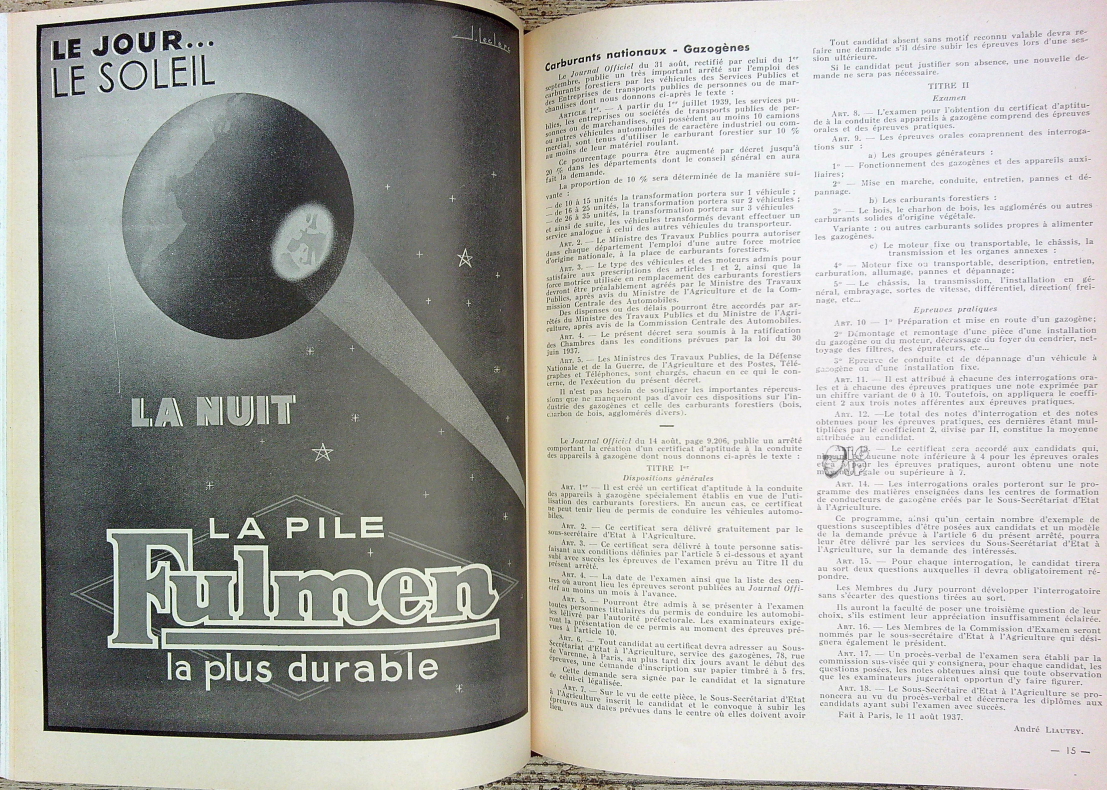 LE JOUR...
LE SOLEIL
J. Leclerc
LA NUIT
LA PILE
Fulmen
la plus durable
Carburants nationaux - Gazogènes
Le Journal Officiel du 31 août, rectifié par celui du 1er
septembre, publie un très important arrêté sur l'emploi des
carburants forestiers par les véhicules des Services Publics et
des Entreprises de transports publics de personnes ou de mar-
chandises dont nous donnons ci-après le texte :
ARTICLE 1er. — A partir du 1er juillet 1939, les services pu-
blics, les entreprises ou sociétés de transports publics de per-
sonnes ou de marchandises, qui possèdent au moins 10 camions
ou autres véhicules automobiles de caractère industriel ou com-
mercial, sont tenus d'utiliser le carburant forestier sur 10 %
au moins de leur matériel roulant.
Ce pourcentage pourra être augmenté par décret jusqu'à
20 % dans les départements dont le conseil général en aura
fait la demande.
La proportion de 10 % sera déterminée de la manière sui-
vante :
— de 10 à 15 unités la transformation portera sur 1 véhicule ;
— de 16 à 25 unités, la transformation portera sur 2 véhicules ;
— de 26 à 35 unités, la transformation portera sur 3 véhicules
et ainsi de suite, les véhicules transformés devant effectuer un
service analogue à celui des autres véhicules du transporteur.
ART. 2. — Le Ministre des Travaux Publics pourra autoriser
dans chaque département l'emploi d'une autre force motrice
d'origine nationale, à la place de carburants forestiers.
ART. 3. — Le type des véhicules et des moteurs admis pour
satisfaire aux prescriptions des articles 1 et 2, ainsi que la
force motrice utilisée en remplacement des carburants forestiers
devront être préalablement agréés par le Ministre des Travaux
Publics, après avis du Ministre de l'Agriculture et de la Com-
mission Centrale des Automobiles.
Des dispenses ou des délais pourront être accordés par ar-
rêtés du Ministre des Travaux Publics et du Ministre de l'Agri-
culture, après avis de la Commission Centrale des Automobiles.
ART. 4. — Le présent décret sera soumis à la ratification
des Chambres dans les conditions prévues par la loi du 30
juin 1937.
ART. 5. — Les Ministres des Travaux Publics, de la Défense
Nationale et de la Guerre, de l'Agriculture et des Postes, Télé-
graphes et Téléphones, sont chargés, chacun en ce qui le con-
cerne, de l'exécution du présent décret.
Il n'est pas besoin de souligner les importantes répercus-
sions que ne manqueront pas d'avoir ces dispositions sur l'in-
dustrie des gazogènes et celle des carburants forestiers (bois,
charbon de bois, agglomérés divers).
Le Journal Officiel du 14 août, page 9.206, publie un arrêté
comportant la création d'un certificat d'aptitude à la conduite
des appareils à gazogène dont nous donnons ci-après le texte :
TITRE Ier
Dispositions générales
ART. 1er — Il est créé un certificat d'aptitude à la conduite
des appareils à gazogène spécialement établis en vue de l'uti-
lisation des carburants forestiers. En aucun cas, ce certificat
ne peut tenir lieu du permis de conduire les véhicules automo-
biles.
ART. 2. — Ce certificat sera délivré gratuitement par le
sous-secrétaire d'Etat à l'Agriculture.
ART. 3. — Ce certificat sera délivré à toute personne satis-
faisant aux conditions définies par l'article 5 ci-dessous et ayant
subi avec succès les épreuves de l'examen prévu au Titre II du
présent arrêté.
ART. 4. — La date de l'examen ainsi que la liste des cen-
tres où auront lieu les épreuves seront publiées au Journal Offi-
ciel au moins un mois à l'avance.
ART. 5. — Pourront être admis à se présenter à l'examen
toutes personnes titulaires du permis de conduire les automobi-
les délivré par l'autorité préfectorale. Les examinateurs exige-
ront la présentation de ce permis au moment des épreuves pré-
vues à l'article 10.
ART. 6. — Tout candidat au certificat devra adresser au Sous-
Secrétariat d'Etat à l'Agriculture, service des gazogènes, 78, rue
de Varenne, à Paris, au plus tard dix jours avant le début des
épreuves, une demande d'inscription sur papier timbré à 5 frs.
Cette demande sera signée par le candidat et la signature
de celui-ci légalisée.
ART. 7. — Sur le vu de cette pièce, le Sous-Secrétariat d'Etat
à l'Agriculture inscrit le candidat et le convoque à subir les
épreuves aux dates prévues dans le centre où elles doivent avoir
lieu.
Tout candidat absent sans motif reconnu valable devra re-
faire une demande s'il désire subir les épreuves lors d'une ses-
sion ultérieure.
Si le candidat peut justifier son absence, une nouvelle de-
mande ne sera pas nécessaire.
TITRE II
Examen
ART. 8. — L'examen pour l'obtention du certificat d'aptitu-
de à la conduite des appareils à gazogène comprend des épreuves
orales et des épreuves pratiques.
ART. 9. — Les épreuves orales comprennent des interroga-
tions sur :
a) Les groupes générateurs :
1° — Fonctionnement des gazogènes et des appareils auxi-
liaires;
2° — Mise en marche, conduite, entretien, pannes et dé-
pannage.
b) Les carburants forestiers :
3° — Le bois, le charbon de bois, les agglomérés ou autres
carburants solides d'origine végétale.
Variante : ou autres carburants solides propres à alimenter
les gazogènes.
c) Le moteur fixe ou transportable, le châssis, la
transmission et les organes annexes :
4° — Moteur fixe ou transportable, description, entretien,
carburation, allumage, pannes et dépannage;
5° — Le châssis, la transmission, l'installation en gé-
néral, embrayage, sortes de vitesse, différentiel, direction( frei-
nage, etc...
Epreuves pratiques
ART. 10 — 1° Préparation et mise en route d'un gazogène;
2° Démontage et remontage d'une pièce d'une installation
du gazogène ou du moteur, décrassage du foyer du cendrier, net-
toyage des filtres, des épurateurs, etc...
3° Epreuve de conduite et de dépannage d'un véhicule à
gazogène ou d'une installation fixe.
ART. 11. — Il est attribué à chacune des interrogations ora-
les et à chacune des épreuves pratiques une note exprimée par
un chiffre variant de 0 à 10. Toutefois, on appliquera le coeffi-
cient 2 aux trois notes afférentes aux épreuves pratiques.
ART. 12. —Le total des notes d'interrogation et des notes
obtenues pour les épreuves pratiques, ces dernières étant mul-
tipliées par le coefficient 2, divisé par II, constitue la moyenne
attribuée au candidat.
— Le certificat sera accordé aux candidats qui,
aucune note inférieure à 4 pour les épreuves orales
les épreuves pratiques, auront obtenu une note
ou supérieure à 7.
ART. 14. — Les interrogations orales porteront sur le pro-
gramme des matières enseignées dans les centres de formation
de conducteurs de gazogène créés par le Sous-Secrétariat d'Etat
à l'Agriculture.
Ce programme, ainsi qu'un certain nombre d'exemple de
questions susceptibles d'être posées aux candidats et un modèle
de la demande prévue à l'article 6 du présent arrêté, pourra
leur être délivré par les services du Sous-Secrétariat d'Etat à
l'Agriculture, sur la demande des intéressés.
ART. 15. — Pour chaque interrogation, le candidat tirera
au sort deux questions auxquelles il devra obligatoirement ré-
pondre.
Les Membres du Jury pourront développer l'interrogatoire
sans s'écarter des questions tirées au sort.
Ils auront la faculté de poser une troisième question de leur
choix, s'ils estiment leur appréciation insuffisamment éclairée.
ART. 16. — Les Membres de la Commission d'Examen seront
nommés par le sous-secrétaire d'Etat à l'Agriculture qui dési-
gnera également le président.
ART. 17. — Un procès-verbal de l'examen sera établi par la
commission sus-visée qui y consignera, pour chaque candidat, les
questions posées, les notes obtenues ainsi que toute observation
que les examinateurs jugeraient opportun d'y faire figurer.
ART. 18. — Le Sous-Secrétaire d'Etat à l'Agriculture se pro-
noncera au vu du procès-verbal et décernera les diplômes aux
candidats ayant subi l'examen avec succès.
Fait à Paris, le 11 août 1937.
André LIAUTEY.
— 15 —